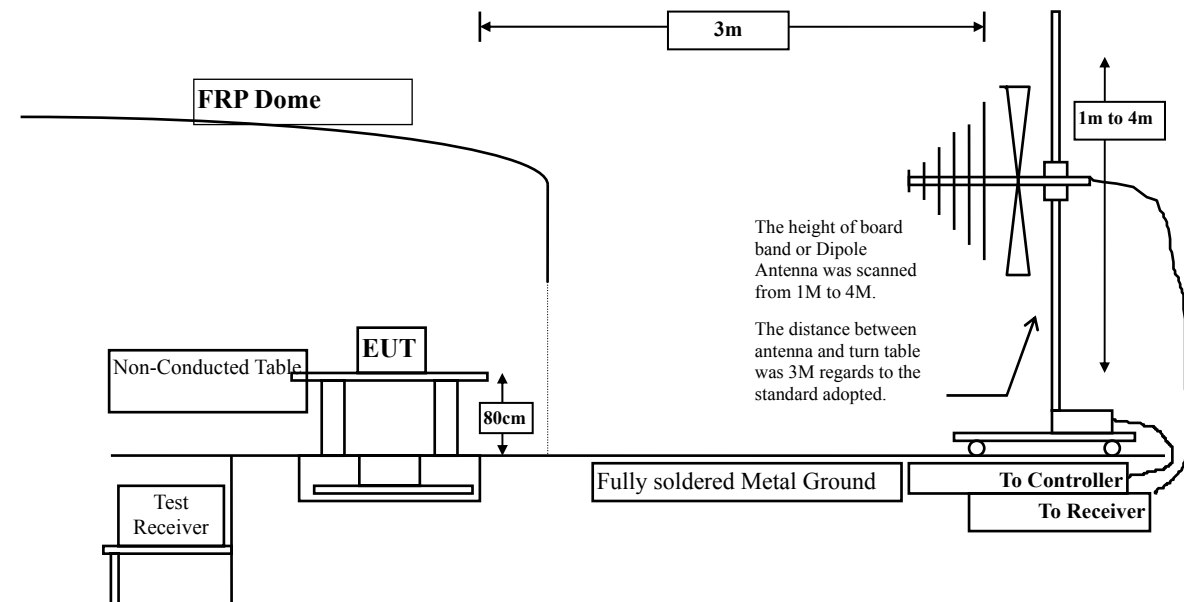 3m
FRP Dome
1m to 4m
The height of board
band or Dipole
Antenna was scanned
from 1M to 4M.
The distance between
antenna and turn table
was 3M regards to the
standard adopted.
EUT
Non-Conducted Table
80cm
Fully soldered Metal Ground
To Controller
To Receiver
Test
Receiver